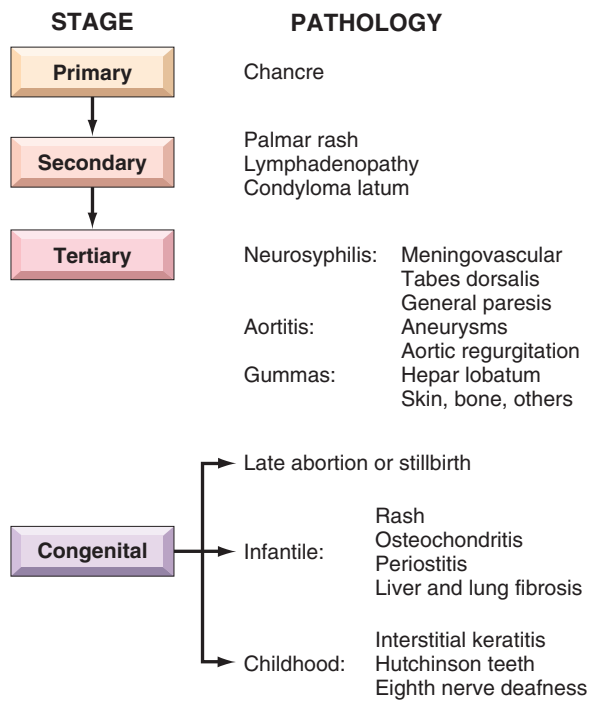 STAGE PATHOLOGY
Primary Chancre
Palmar rash
Secondary Lymphadenopathy
Condyloma latum
Tertiary Neurosyphilis: Meningovascular
Tabes dorsalis
General paresis
Aortitis: Aneurysms
Aortic regurgitation
Gummas: Hepar lobatum
Skin, bone, others
Late abortion or stillbirth
Rash
Osteochondritis
Congenital Infantile: Periostitis
Liver and lung fibrosis
Interstitial keratitis
Childhood: Hutchinson teeth
Eighth nerve deafness